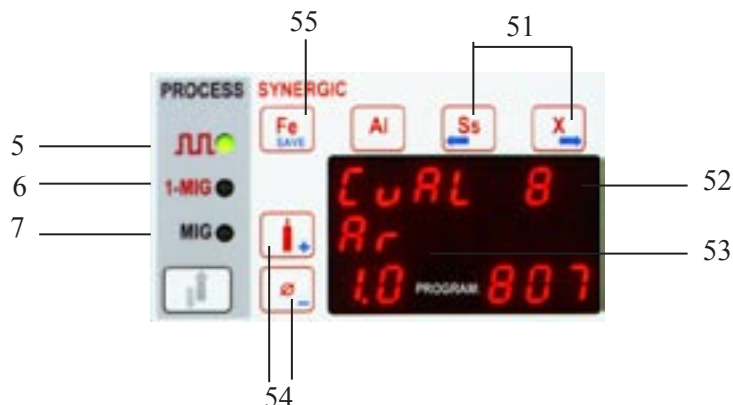 55
51
PROCESS SYNERGIC
Fe
SAVE
Al
Ss
X
5
6
1-MIG
7
MIG
CuAL 8
52
Ar
53
1.0 PROGRAM 807
+
Ø
-
54